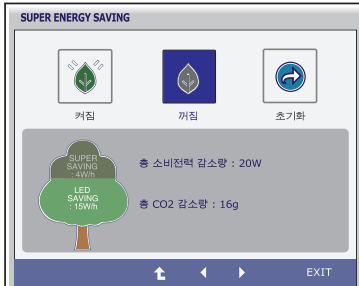 SUPER ENERGY SAVING
켜짐
꺼짐
초기화
SUPER
SAVING
: 4W/h
LED
SAVING
: 15W/h
총 소비전력 감소량 : 20W
총 CO2 감소량 : 16g
EXIT